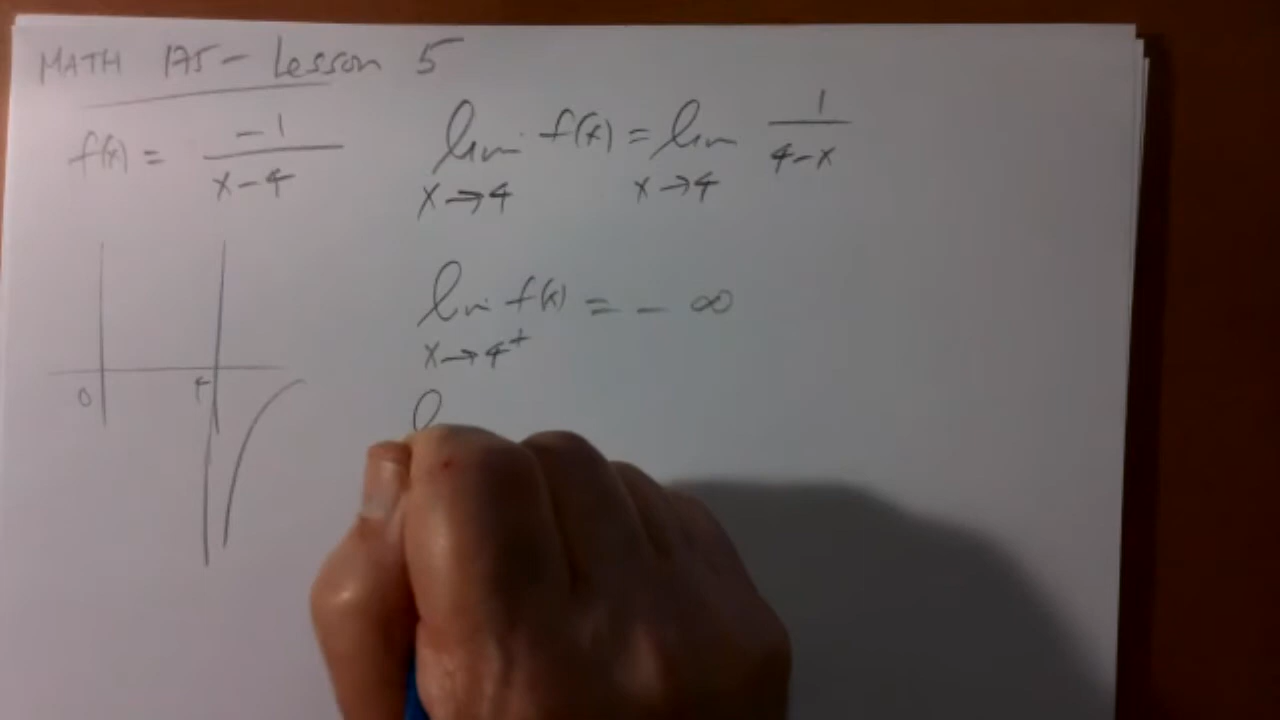 MATH 175 - Lesson 5
f(x) = -1 / x-4
lim x→4 f(x) = lim x→4 1 / 4-x
lim x→4⁺ f(x) = - ∞
0 4
l